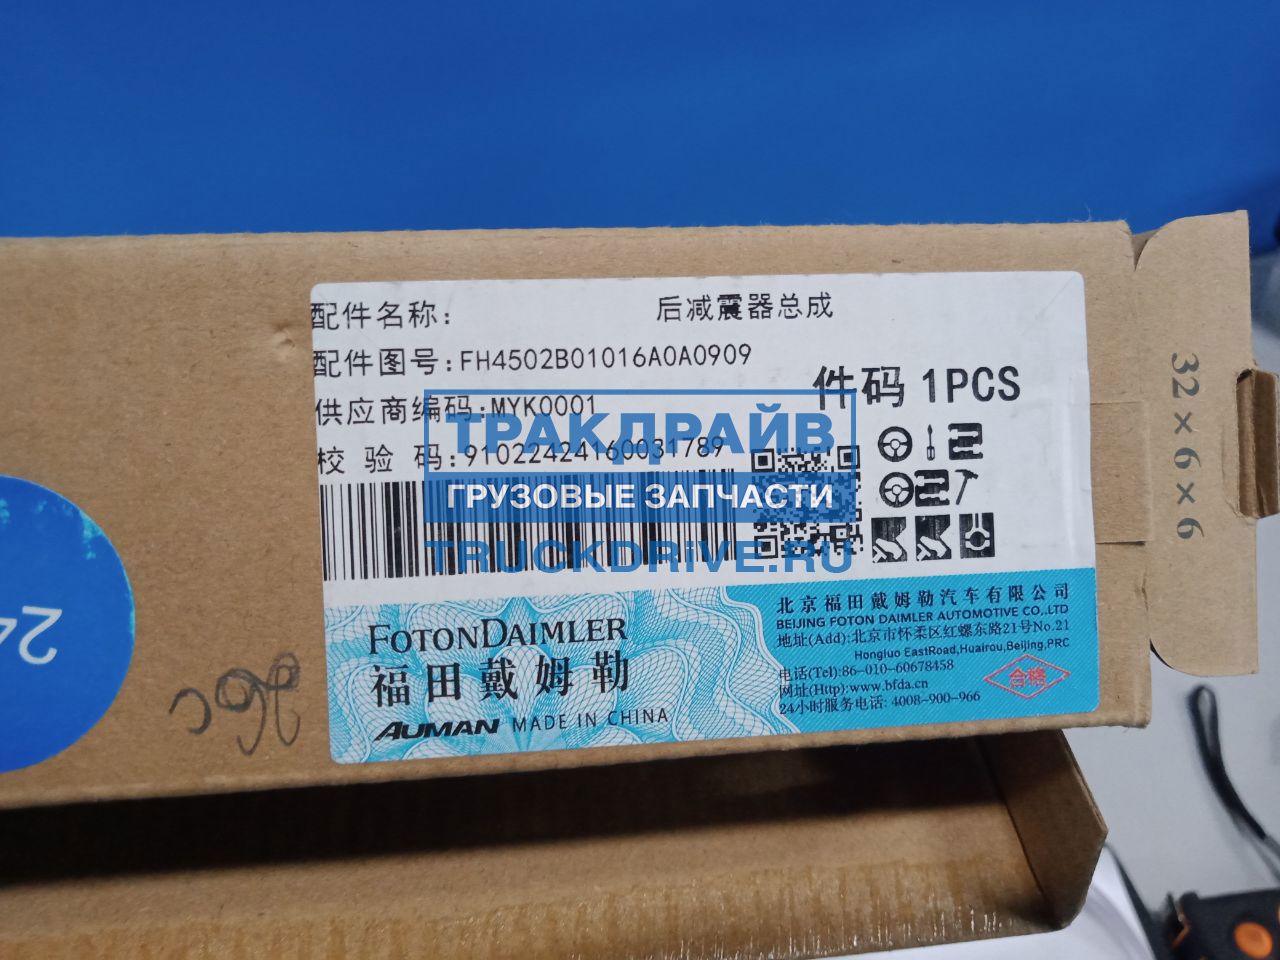 配件名称: 后减震器总成
配件图号:FH4502B01016A0A0909
供应商编码:MYK0001
件码 1PCS
校 验 码:91022424160031789
ТРАКДРАЙВ
ГРУЗОВЫЕ ЗАПЧАСТИ
TRUCKDRiVE.RU
FOTONDAIMLER
福田戴姆勒
AUMAN MADE IN CHINA
北京福田戴姆勒汽车有限公司
BEIJING FOTON DAIMLER AUTOMOTIVE CO.,LTD
地址(Add):北京市怀柔区红螺东路21号No.21
Hongluo EastRoad,Huairou,Beijing,PRC
电话(Tel):86-010-60678458
网址(Http):www.bfda.cn
24小时服务电话: 4008-900-966
合格
32×6×6
24